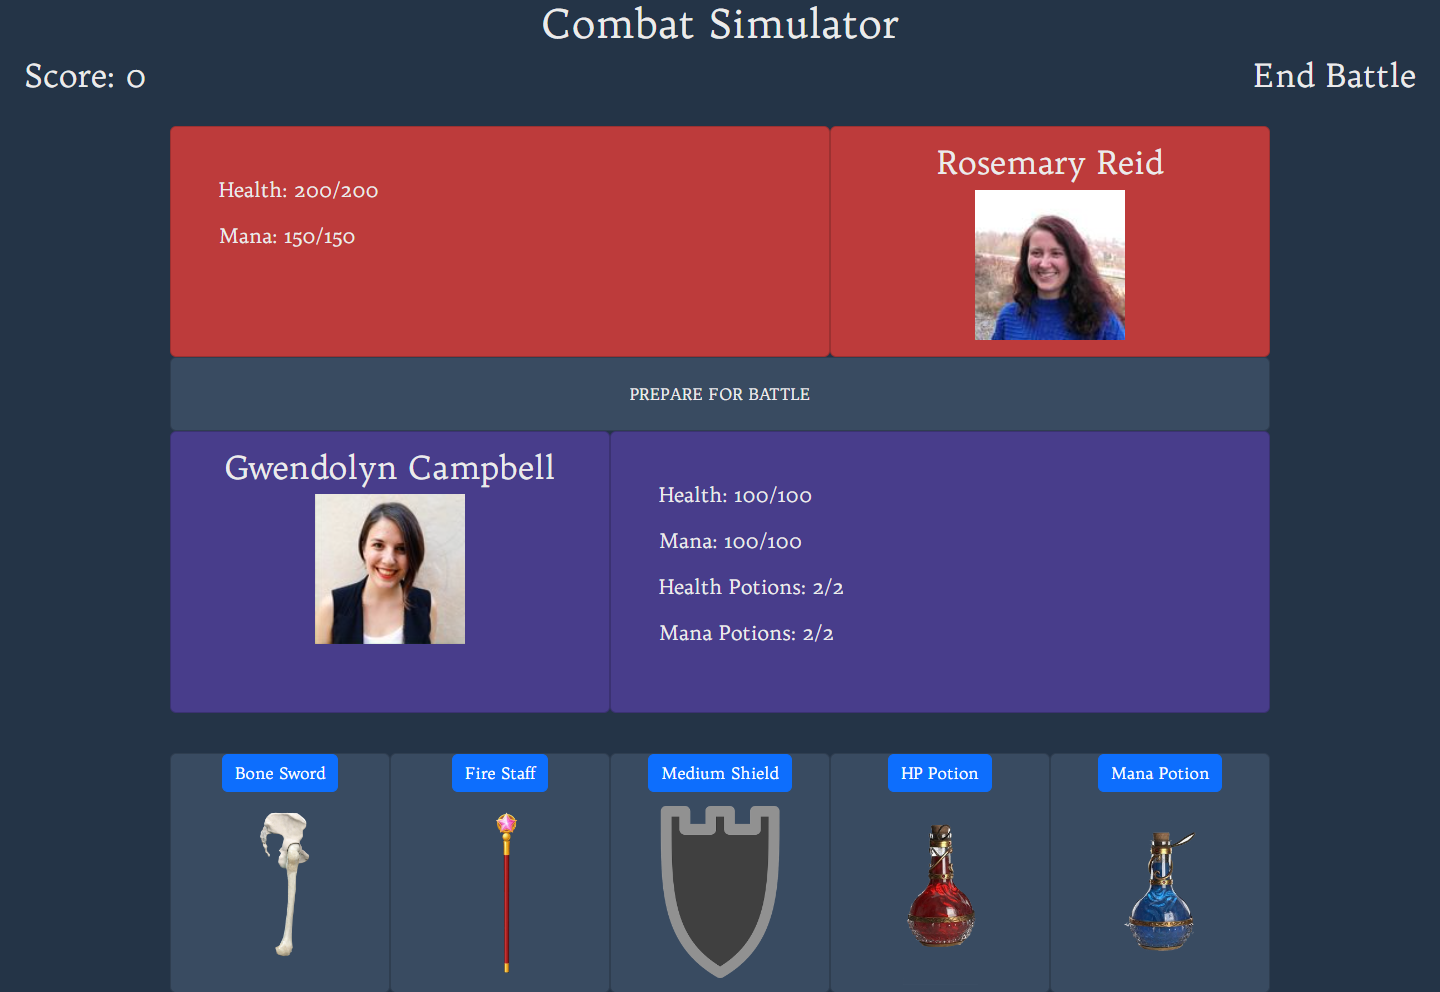 Combat Simulator
Score: 0
End Battle
Health: 200/200
Mana: 150/150
Rosemary Reid
PREPARE FOR BATTLE
Gwendolyn Campbell
Health: 100/100
Mana: 100/100
Health Potions: 2/2
Mana Potions: 2/2
Bone Sword
Fire Staff
Medium Shield
HP Potion
Mana Potion